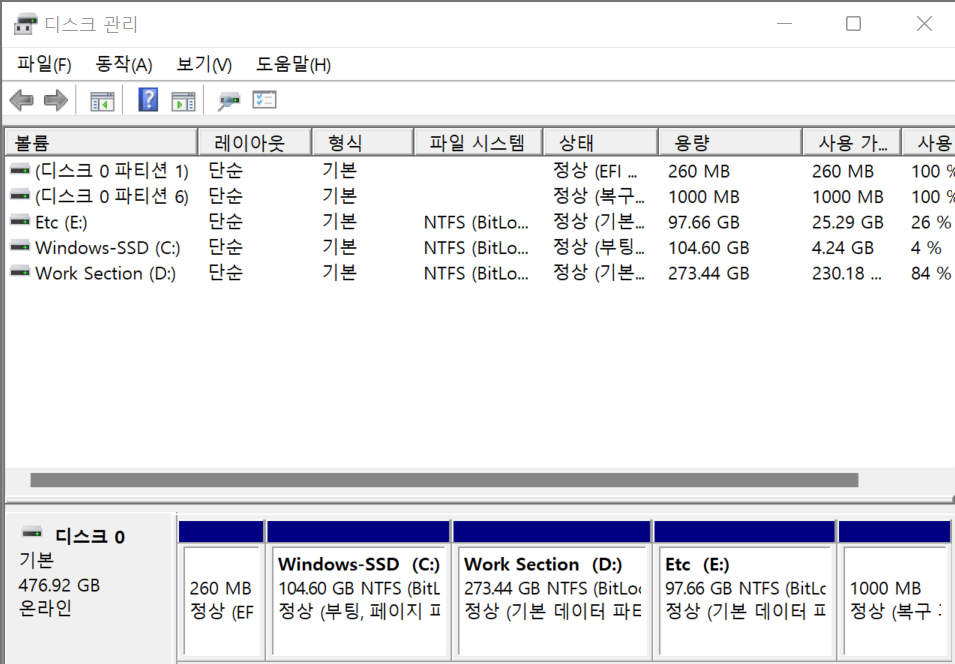 디스크 관리
파일(F) 동작(A) 보기(V) 도움말(H)
볼륨 레이아웃 형식 파일 시스템 상태 용량 사용 가... 사용
(디스크 0 파티션 1) 단순 기본 정상 (EFI ... 260 MB 260 MB 100 %
(디스크 0 파티션 6) 단순 기본 정상 (복구... 1000 MB 1000 MB 100 %
Etc (E:) 단순 기본 NTFS (BitLo... 정상 (기본... 97.66 GB 25.29 GB 26 %
Windows-SSD (C:) 단순 기본 NTFS (BitLo... 정상 (부팅... 104.60 GB 4.24 GB 4 %
Work Section (D:) 단순 기본 NTFS (BitLo... 정상 (기본... 273.44 GB 230.18 ... 84 %
디스크 0
기본
476.92 GB
온라인
260 MB
정상 (EF
Windows-SSD (C:)
104.60 GB NTFS (BitL
정상 (부팅, 페이지 파
Work Section (D:)
273.44 GB NTFS (BitLo
정상 (기본 데이터 파티
Etc (E:)
97.66 GB NTFS (BitLo
정상 (기본 데이터 파
1000 MB
정상 (복구